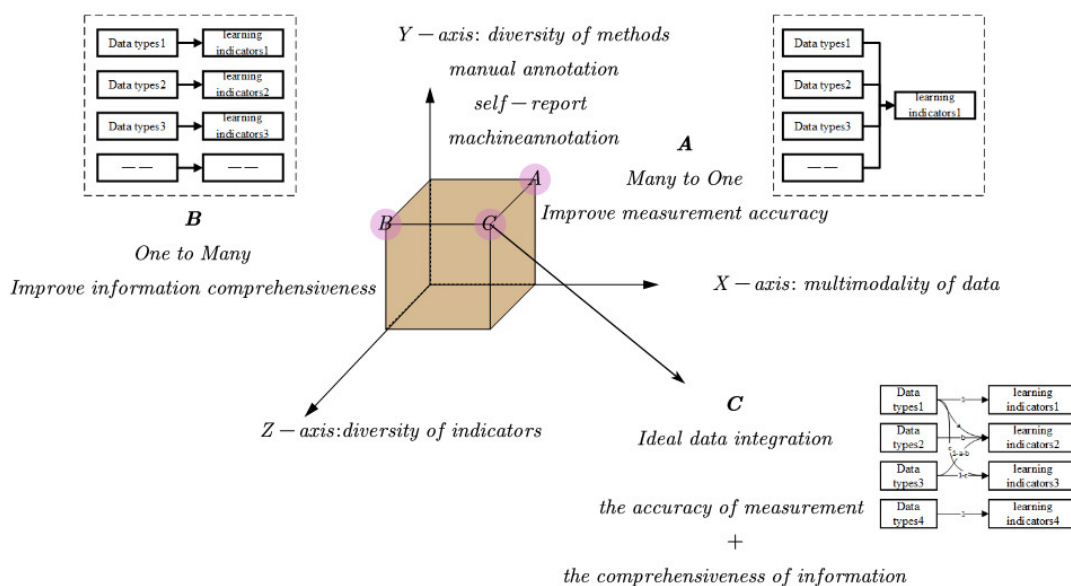 Data types1
learning
indicators1
Data types2
learning
indicators2
Data types3
learning
indicators3
— —
— —
B
One to Many
Improve information comprehensiveness
Y – axis: diversity of methods
manual annotation
self – report
machineannotation
A
Many to One
Improve measurement accuracy
Data types1
Data types2
Data types3
— —
learning
indicators1
A
B
C
X – axis: multimodality of data
Z – axis:diversity of indicators
C
Ideal data integration
the accuracy of measurement
+
the comprehensiveness of information
Data
types1
learning
indicators1
Data
types2
learning
indicators2
Data
types3
learning
indicators3
Data
types4
learning
indicators4
1
b
c
1-a-b
1-c
1